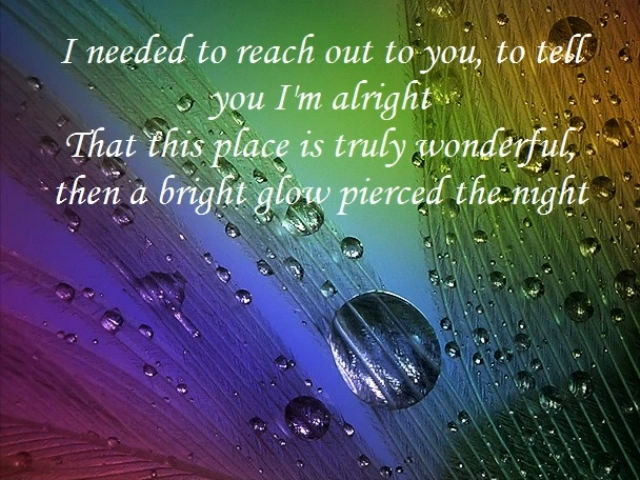 I needed to reach out to you, to tell
you I'm alright
That this place is truly wonderful,
then a bright glow pierced the night